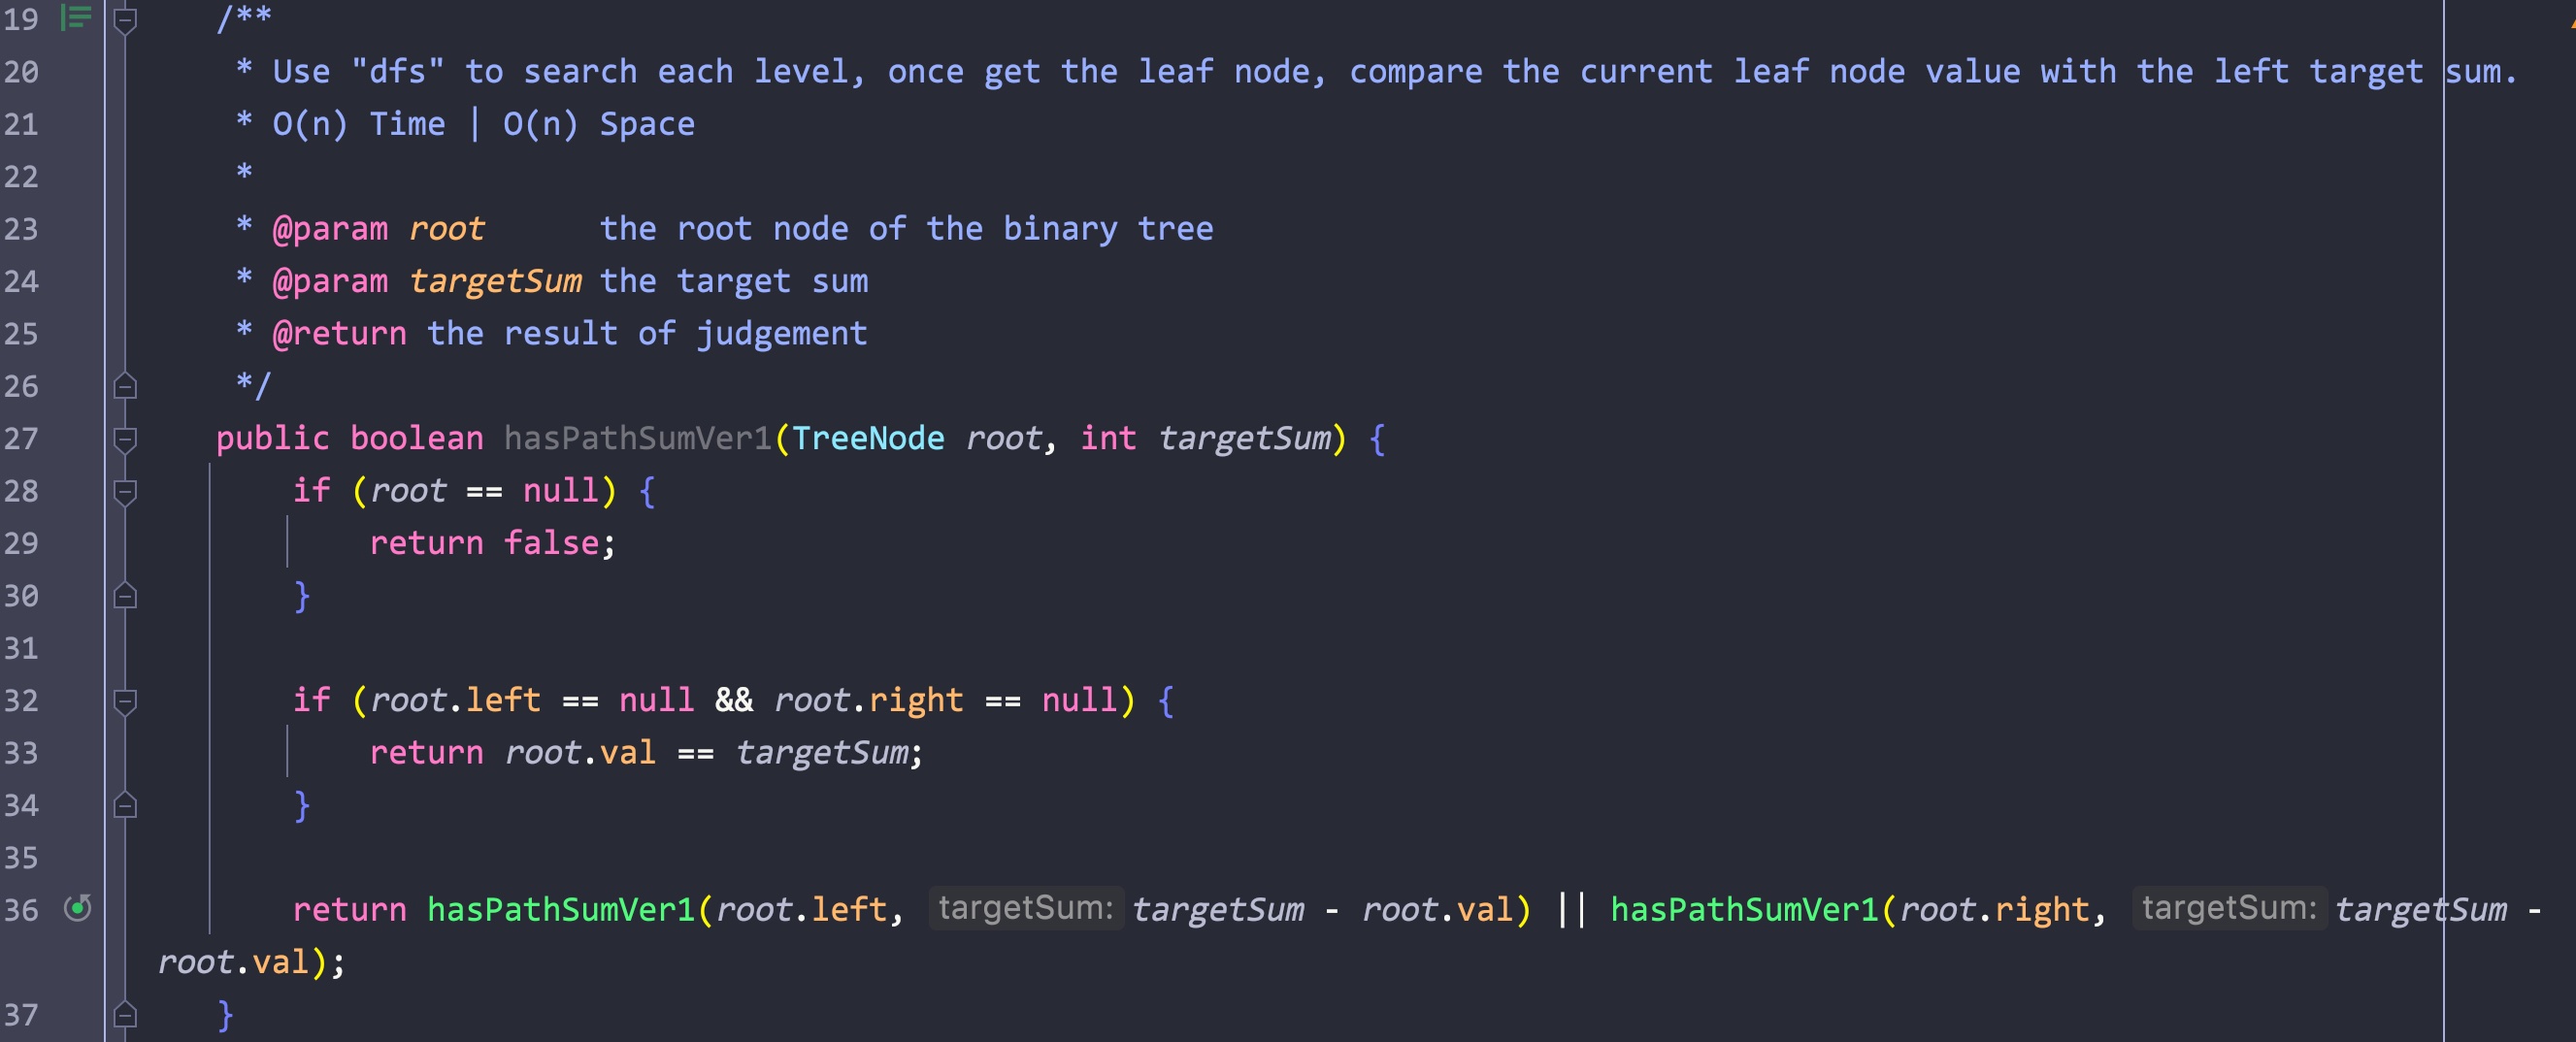 19 /**
20 * Use "dfs" to search each level, once get the leaf node, compare the current leaf node value with the left target sum.
21 * O(n) Time | O(n) Space
22 *
23 * @param root      the root node of the binary tree
24 * @param targetSum the target sum
25 * @return the result of judgement
26 */
27 public boolean hasPathSumVer1(TreeNode root, int targetSum) {
28     if (root == null) {
29         return false;
30     }
31
32     if (root.left == null && root.right == null) {
33         return root.val == targetSum;
34     }
35
36     return hasPathSumVer1(root.left, targetSum: targetSum - root.val) || hasPathSumVer1(root.right, targetSum: targetSum -
root.val);
37 }